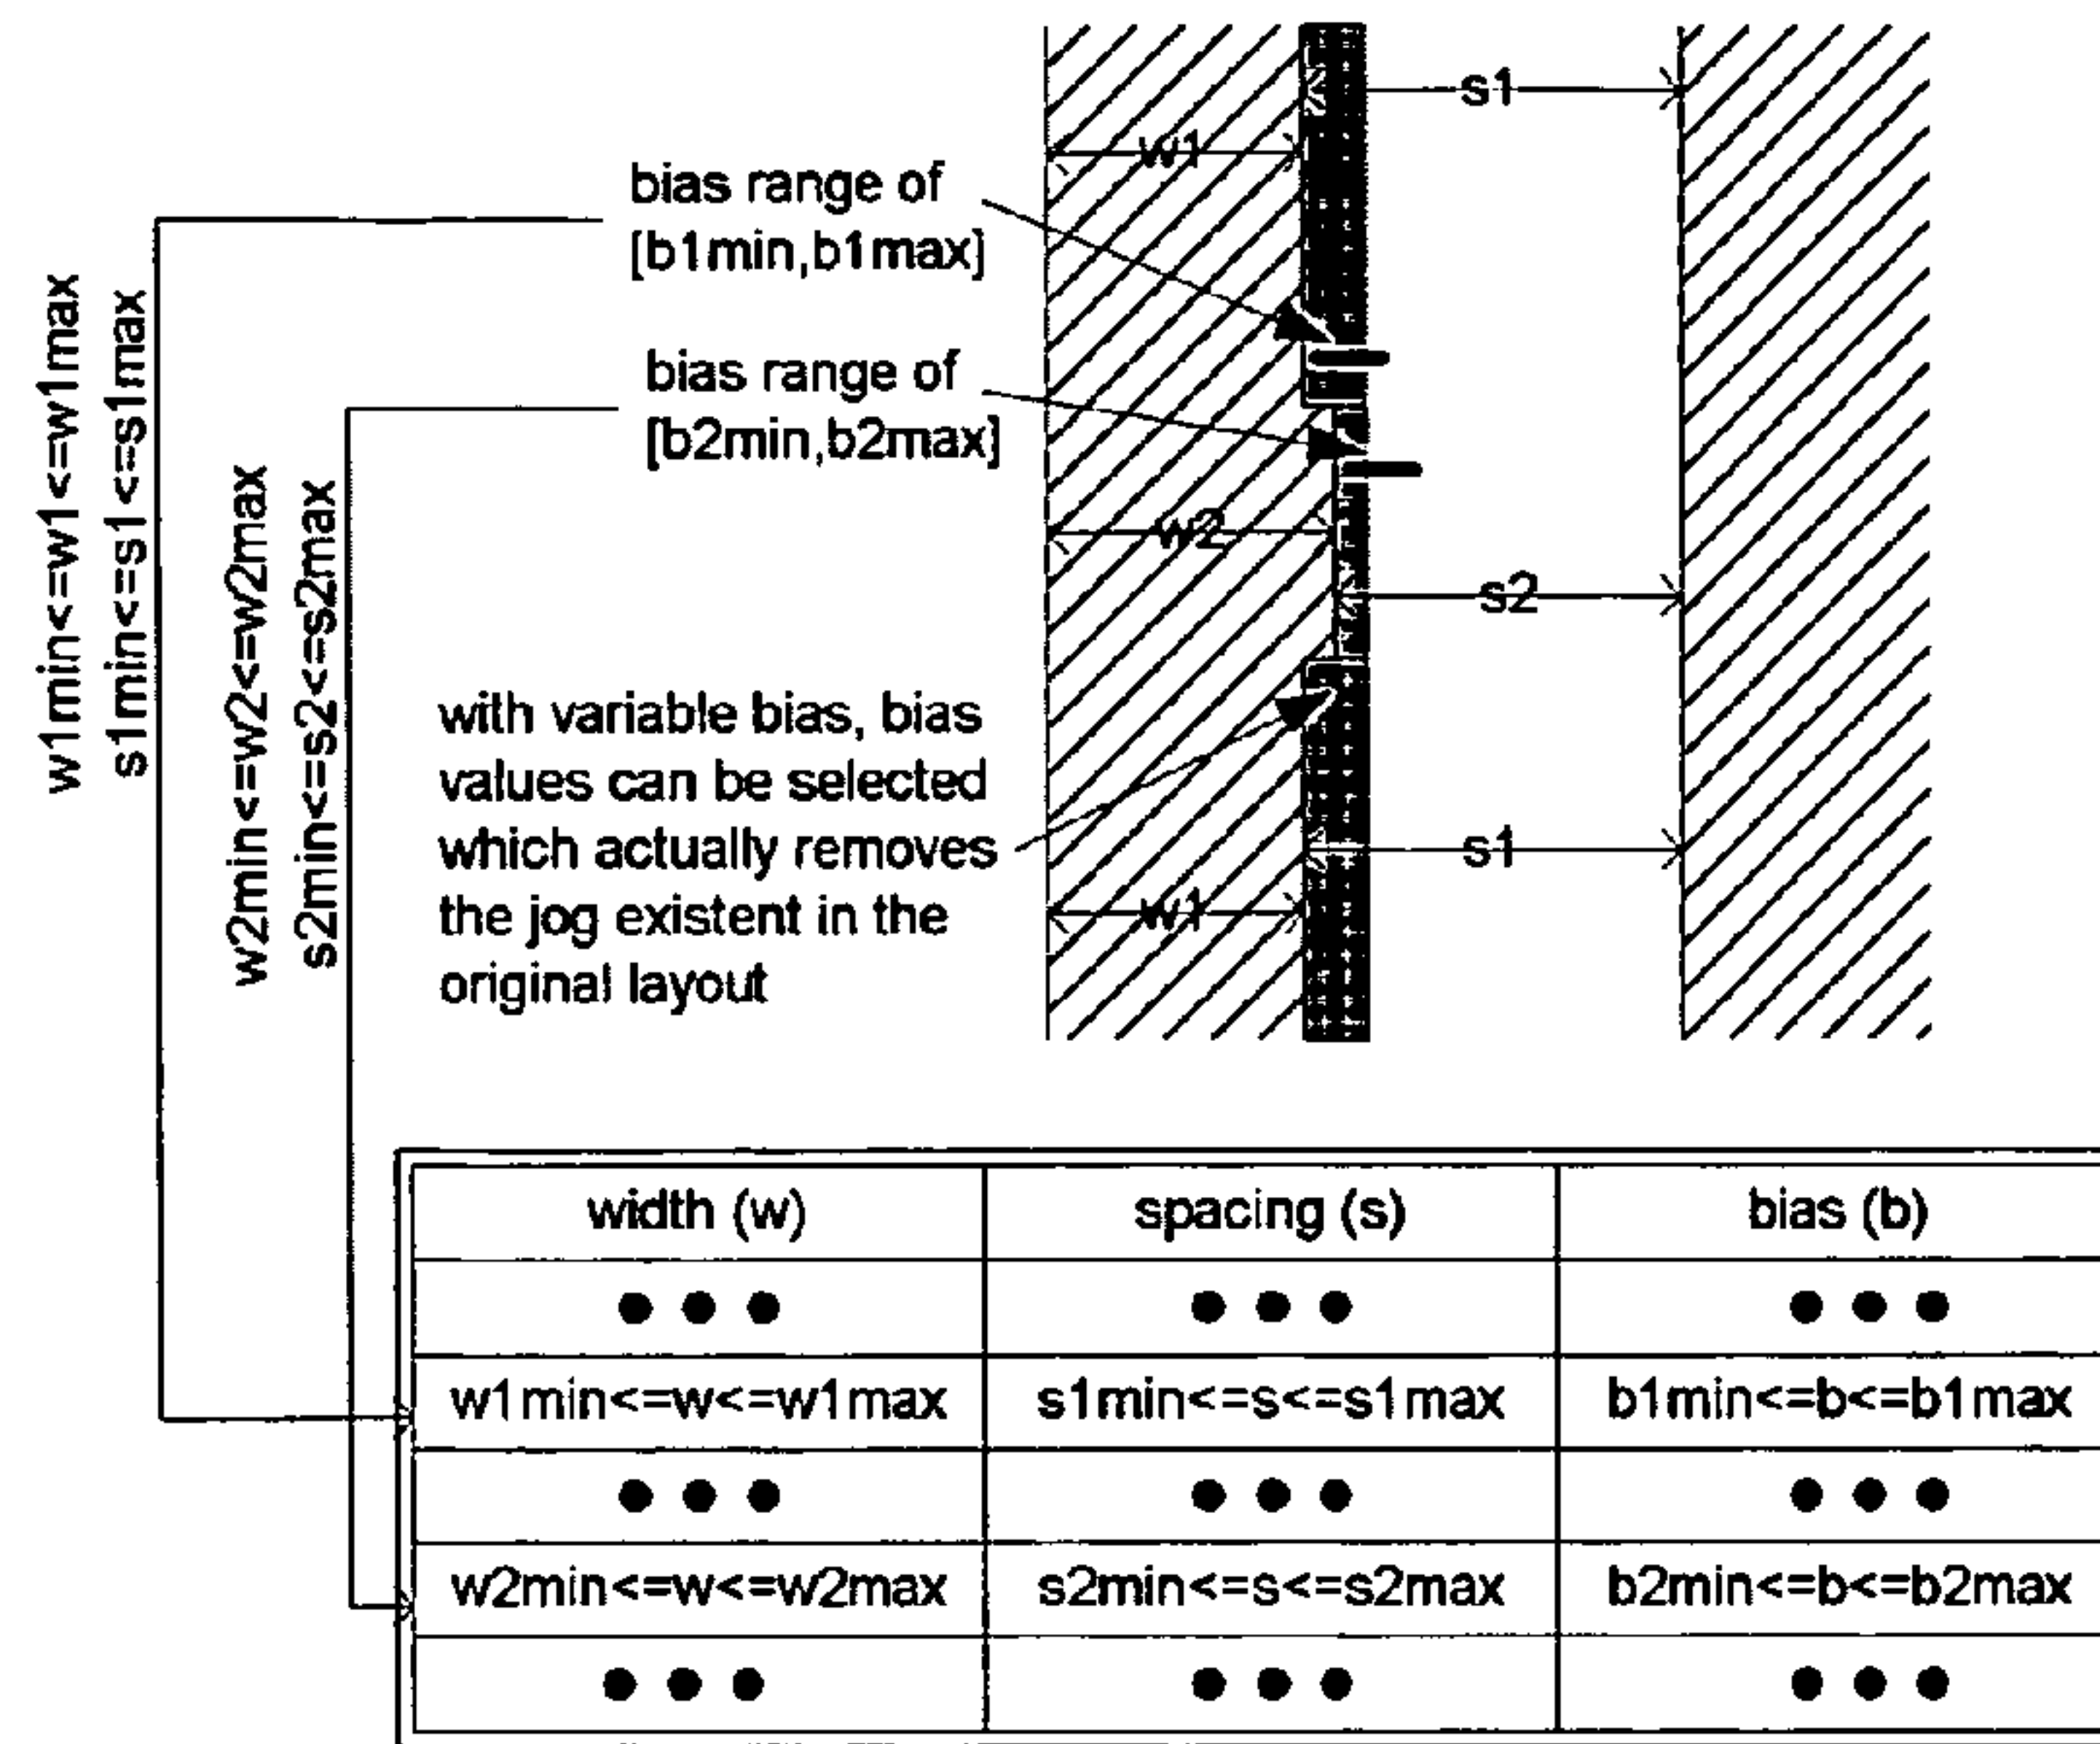 s1
w1
bias range of
[b1min,b1max]
bias range of
[b2min,b2max]
w2
s2
w1min<=w1<=w1max
s1min<=s1<=s1max
w2min<=w2<=w2max
s2min<=s2<=s2max
with variable bias, bias
values can be selected
which actually removes
the jog existent in the
original layout
s1
w1
width (w) spacing (s) bias (b)
● ● ● ● ● ● ● ● ●
w1min<=w<=w1max s1min<=s<=s1max b1min<=b<=b1max
● ● ● ● ● ● ● ● ●
w2min<=w<=w2max s2min<=s<=s2max b2min<=b<=b2max
● ● ● ● ● ● ● ● ●